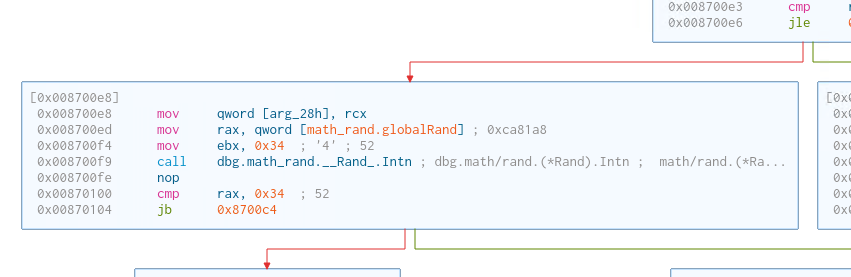 0x008700e3 cmp
0x008700e6 jle
[0x008700e8]
0x008700e8 mov qword [arg_28h], rcx
0x008700ed mov rax, qword [math_rand.globalRand] ; 0xca81a8
0x008700f4 mov ebx, 0x34 ; '4' ; 52
0x008700f9 call dbg.math_rand.__Rand_.Intn ; dbg.math/rand.(*Rand).Intn ; math/rand.(*Ra...
0x008700fe nop
0x00870100 cmp rax, 0x34 ; 52
0x00870104 jb 0x8700c4